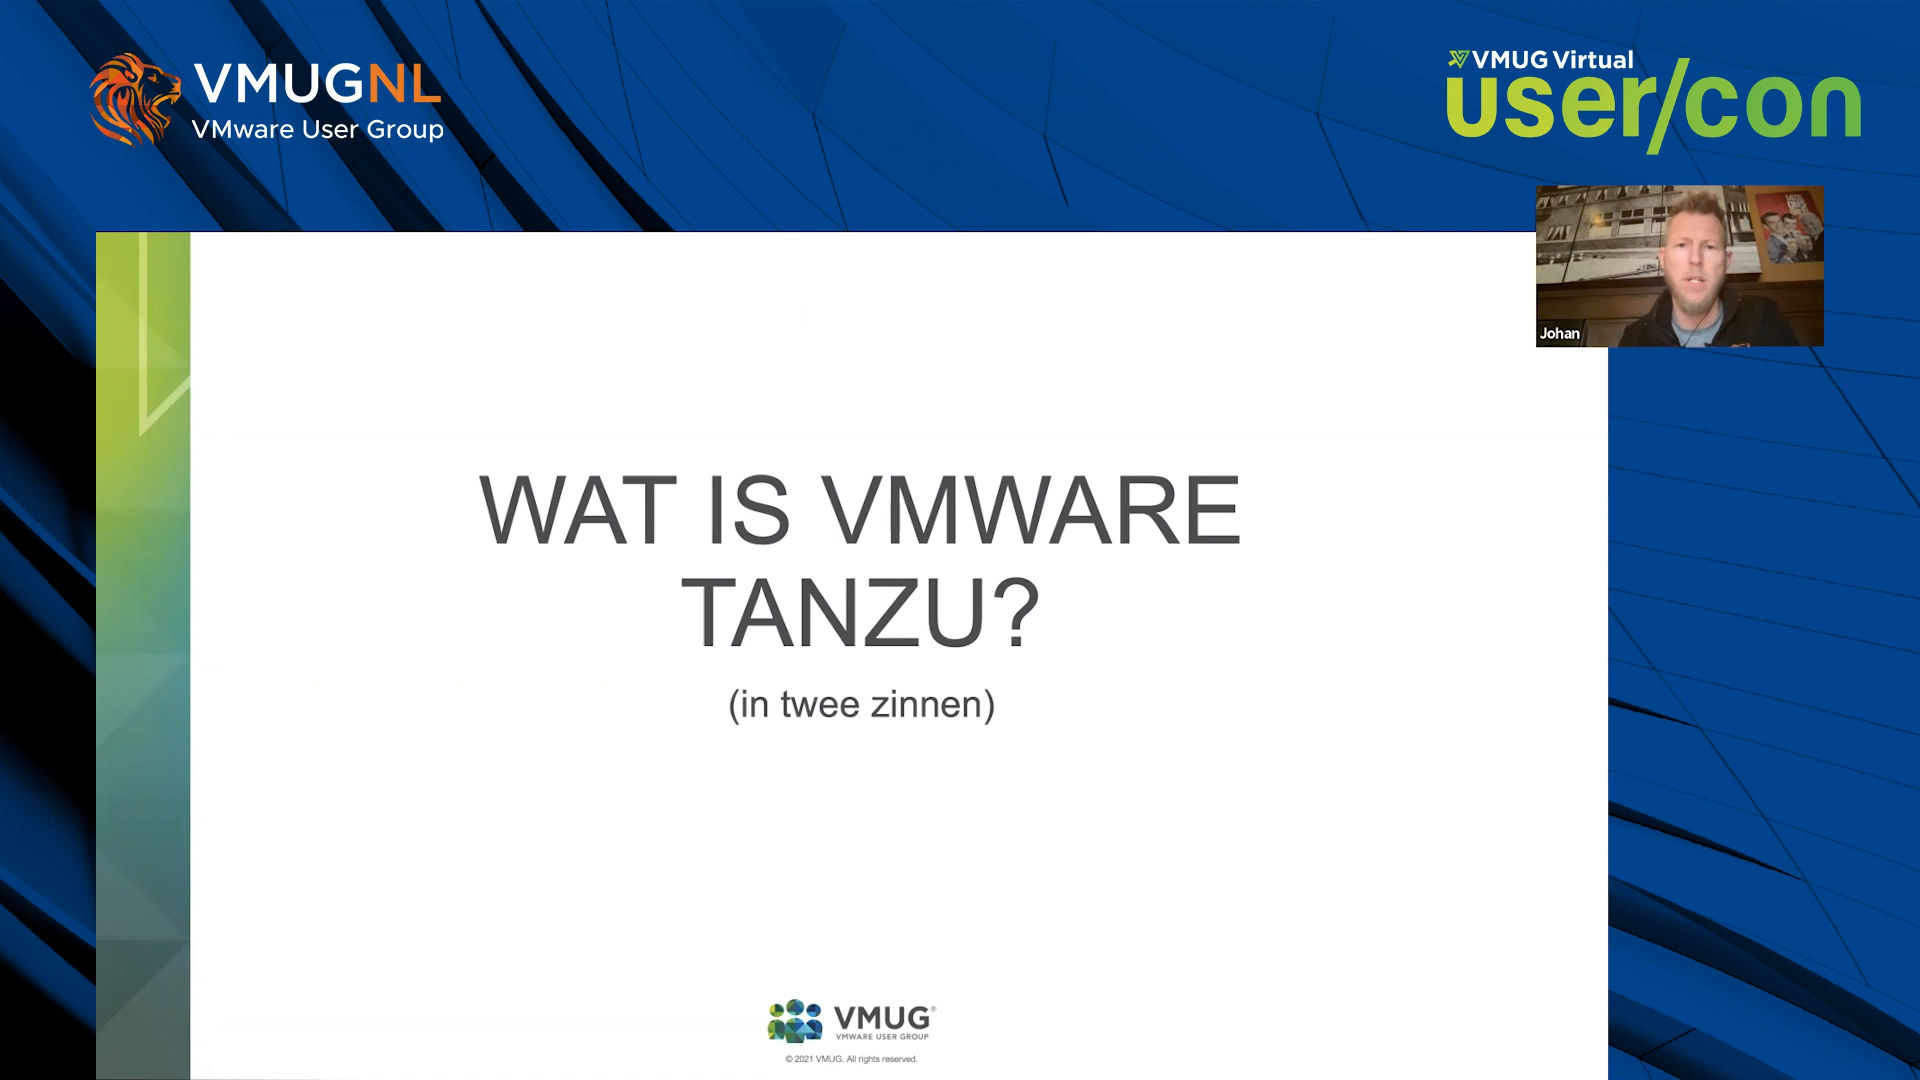 VMUGNL
VMware User Group
VMUG Virtual
user/con
Johan
WAT IS VMWARE
TANZU?
(in twee zinnen)
VMUG®
VMWARE USER GROUP
© 2021 VMUG. All rights reserved.